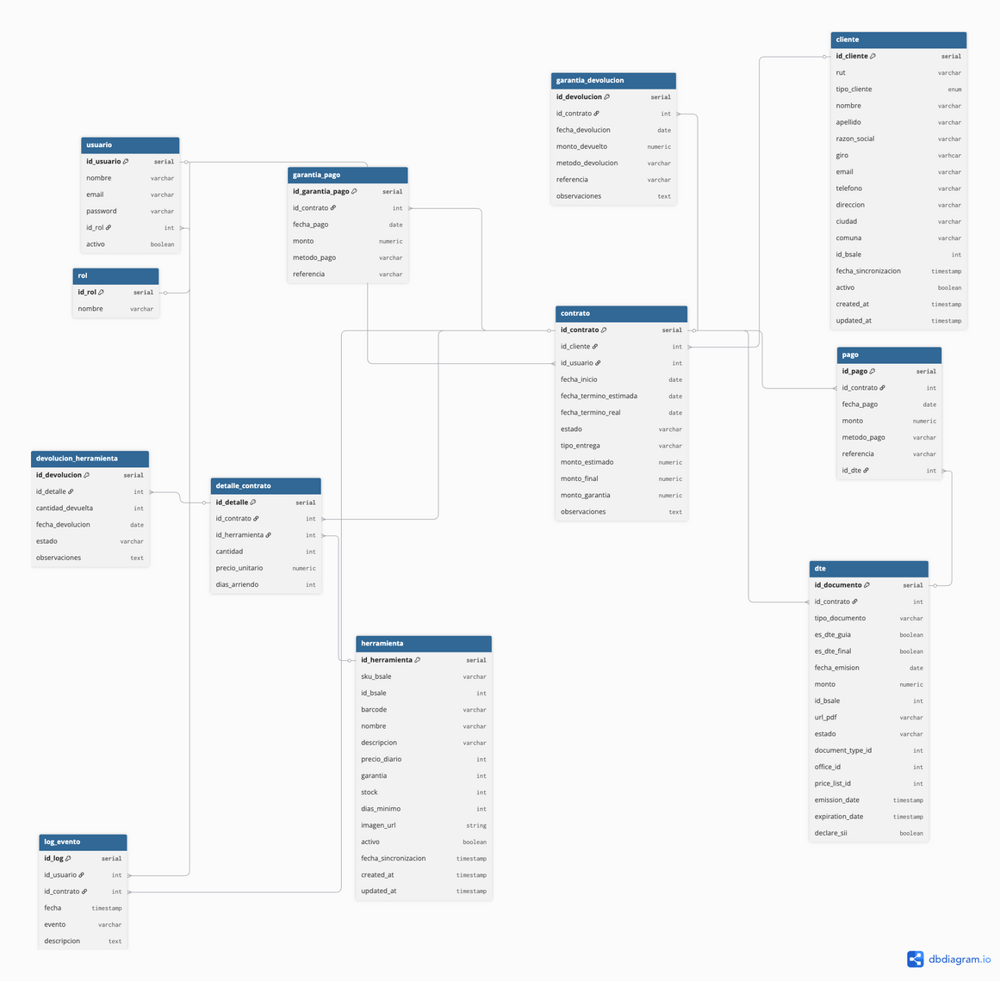 cliente
id_cliente serial
rut varchar
tipo_cliente enum
nombre varchar
apellido varchar
razon_social varchar
giro varhcar
email varchar
telefono varchar
direccion varchar
ciudad varchar
comuna varchar
id_bsale int
fecha_sincronizacion timestamp
activo boolean
created_at timestamp
updated_at timestamp
garantia_devolucion
id_devolucion serial
id_contrato int
fecha_devolucion date
monto_devuelto numeric
metodo_devolucion varchar
referencia varchar
observaciones text
usuario
id_usuario serial
nombre varchar
email varchar
password varchar
id_rol int
activo boolean
garantia_pago
id_garantia_pago serial
id_contrato int
fecha_pago date
monto numeric
metodo_pago varchar
referencia varchar
rol
id_rol serial
nombre varchar
contrato
id_contrato serial
id_cliente int
id_usuario int
fecha_inicio date
fecha_termino_estimada date
fecha_termino_real date
estado varchar
tipo_entrega varchar
monto_estimado numeric
monto_final numeric
monto_garantia numeric
observaciones text
pago
id_pago serial
id_contrato int
fecha_pago date
monto numeric
metodo_pago varchar
referencia varchar
id_dte int
devolucion_herramienta
id_devolucion serial
id_detalle int
cantidad_devuelta int
fecha_devolucion date
estado varchar
observaciones text
detalle_contrato
id_detalle serial
id_contrato int
id_herramienta int
cantidad int
precio_unitario numeric
dias_arriendo int
dte
id_documento serial
id_contrato int
tipo_documento varchar
es_dte_guia boolean
es_dte_final boolean
fecha_emision date
monto numeric
id_bsale int
url_pdf varchar
estado varchar
document_type_id int
office_id int
price_list_id int
emission_date timestamp
expiration_date timestamp
declare_sii boolean
herramienta
id_herramienta serial
sku_bsale varchar
id_bsale int
barcode varchar
nombre varchar
descripcion varchar
precio_diario int
garantia int
stock int
dias_minimo int
imagen_url string
activo boolean
fecha_sincronizacion timestamp
created_at timestamp
updated_at timestamp
log_evento
id_log serial
id_usuario int
id_contrato int
fecha timestamp
evento varchar
descripcion text
dbdiagram.io